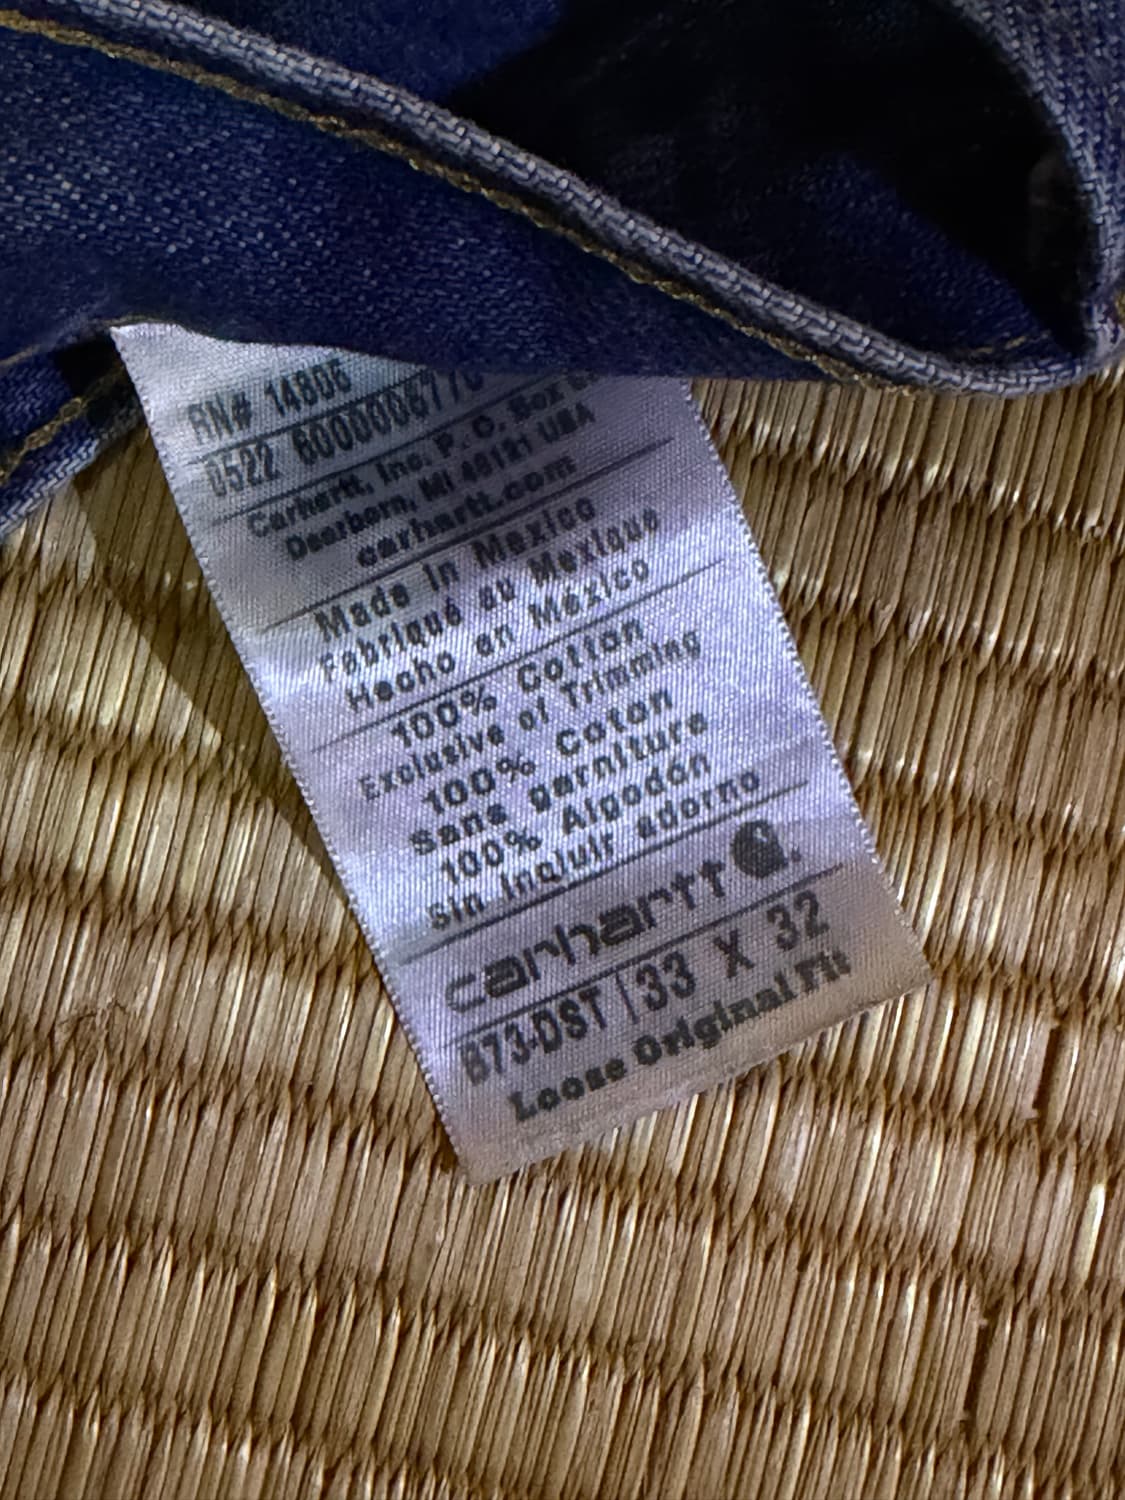 RN# 14806
0522 6000006770
Carhartt, Inc. P.O. Box
Dearborn, MI 48121 USA
carhartt.com
Made in Mexico
Fabriqué au Mexique
Hecho en México
100% Cotton
Exclusive of Trimming
100% Coton
Sans garniture
100% Algodón
Sin incluir adorno
carhartt
B73-DST | 33 X 32
Loose Original Fit